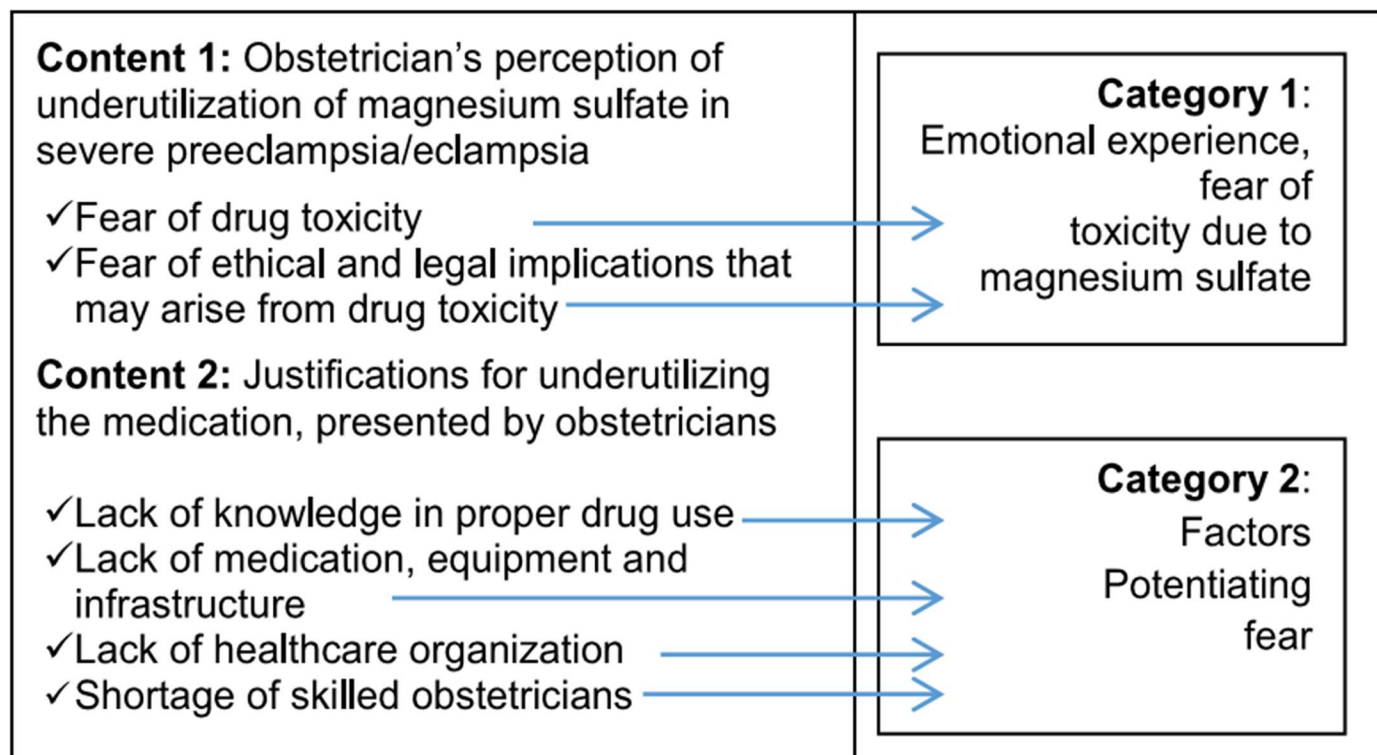 Content 1: Obstetrician's perception of
underutilization of magnesium sulfate in
severe preeclampsia/eclampsia
✓Fear of drug toxicity
✓Fear of ethical and legal implications that
may arise from drug toxicity
Content 2: Justifications for underutilizing
the medication, presented by obstetricians
✓Lack of knowledge in proper drug use
✓Lack of medication, equipment and
infrastructure
✓Lack of healthcare organization
✓Shortage of skilled obstetricians
Category 1:
Emotional experience,
fear of
toxicity due to
magnesium sulfate
Category 2:
Factors
Potentiating
fear